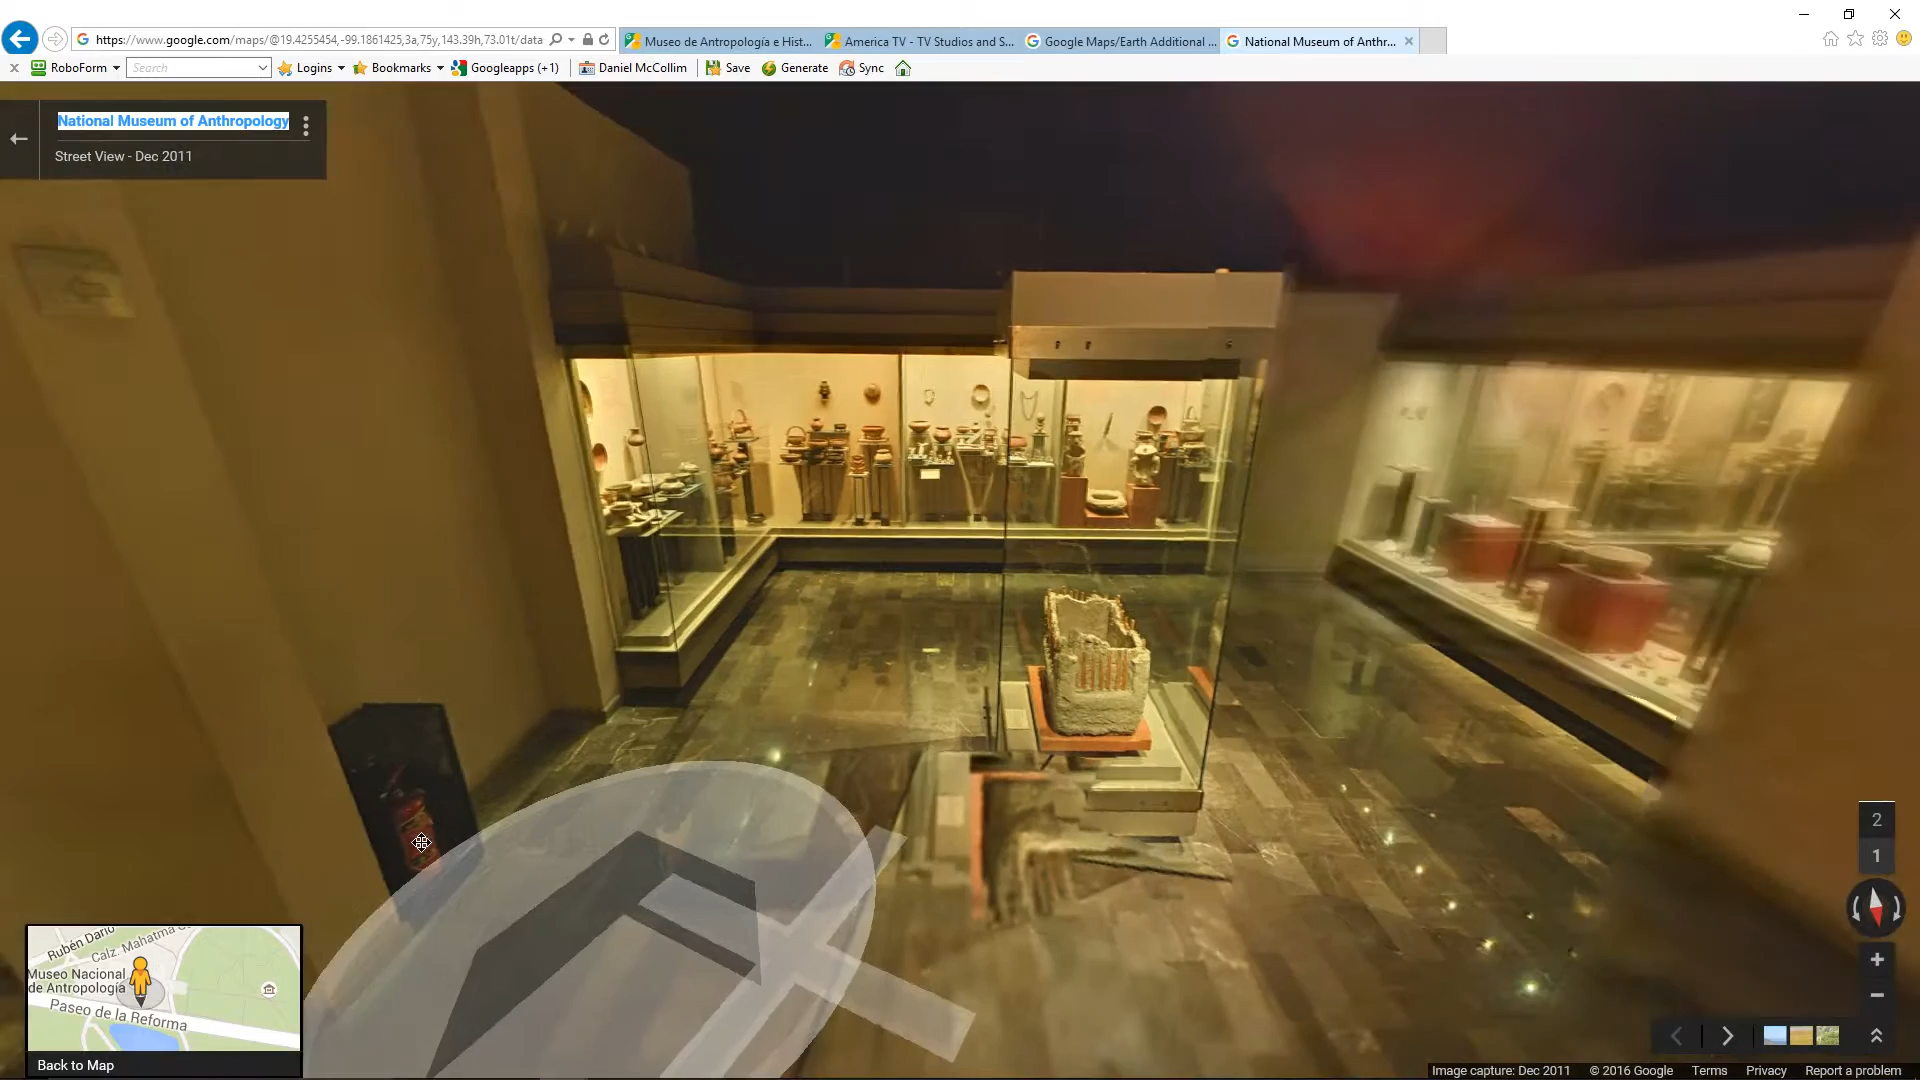 https://www.google.com/maps/@19.4255454,-99.1861425,3a,75y,143.39h,73.01t/data
Museo de Antropología e Hist...
America TV - TV Studios and S...
Google Maps/Earth Additional ...
National Museum of Anthr...
RoboForm
Search
Logins
Bookmarks
Googleapps (+1)
Daniel McCollim
Save
Generate
Sync
National Museum of Anthropology
Street View - Dec 2011
2
1
Rubén Darío
Calz. Mahatma G
Museo Nacional
de Antropología
Paseo de la Reforma
Back to Map
Image capture: Dec 2011
© 2016 Google
Terms
Privacy
Report a problem